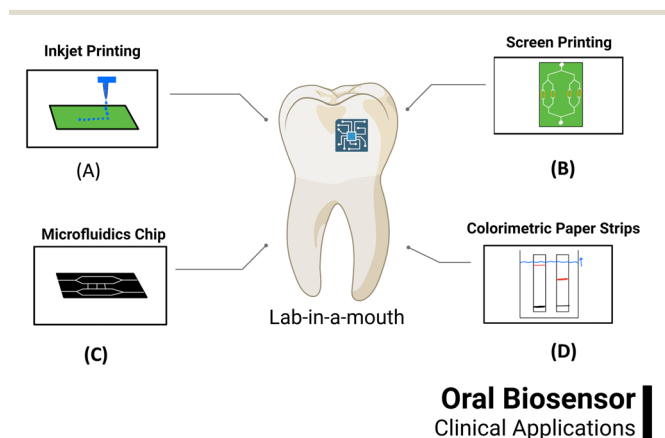 Inkjet Printing
(A)
Screen Printing
(B)
Microfluidics Chip
(C)
Colorimetric Paper Strips
(D)
Lab-in-a-mouth
Oral Biosensor
Clinical Applications